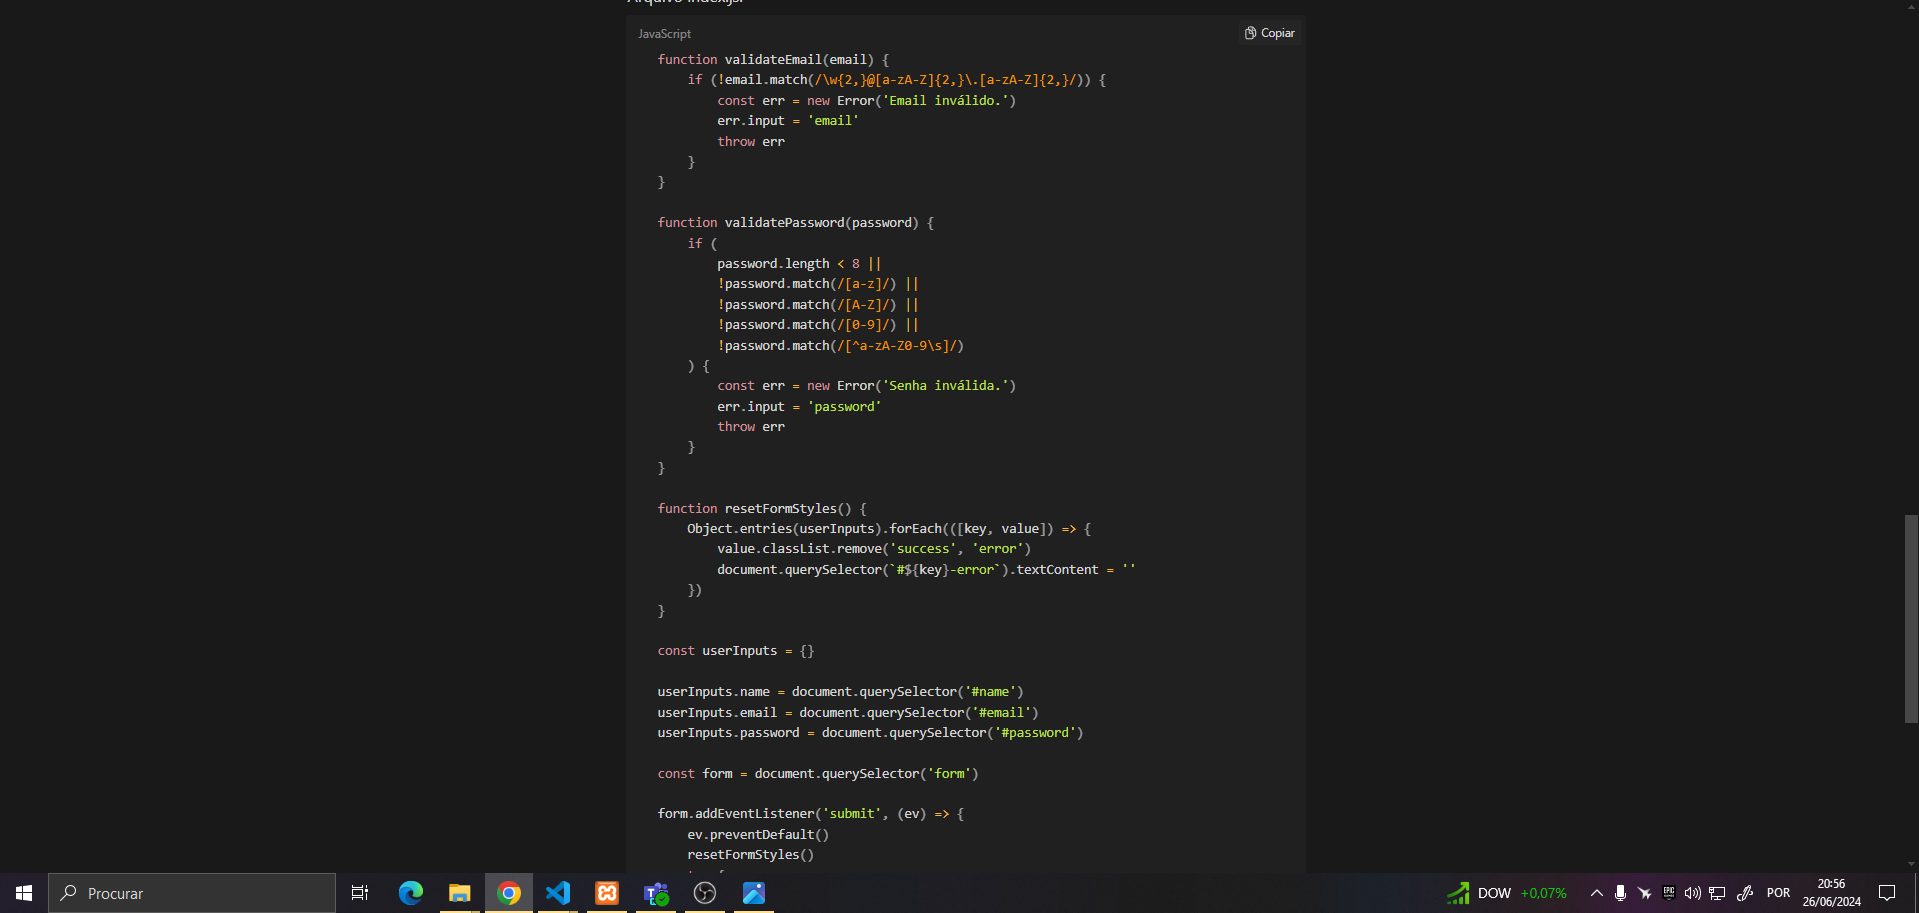 JavaScript
Copiar
function validateEmail(email) {
    if (!email.match(/\w{2,}@[a-zA-Z]{2,}\.[a-zA-Z]{2,}/)) {
        const err = new Error('Email inválido.')
        err.input = 'email'
        throw err
    }
}

function validatePassword(password) {
    if (
        password.length < 8 ||
        !password.match(/[a-z]/) ||
        !password.match(/[A-Z]/) ||
        !password.match(/[0-9]/) ||
        !password.match(/[^a-zA-Z0-9\s]/)
    ) {
        const err = new Error('Senha inválida.')
        err.input = 'password'
        throw err
    }
}

function resetFormStyles() {
    Object.entries(userInputs).forEach(([key, value]) => {
        value.classList.remove('success', 'error')
        document.querySelector(`#${key}-error`).textContent = ''
    })
}

const userInputs = {}

userInputs.name = document.querySelector('#name')
userInputs.email = document.querySelector('#email')
userInputs.password = document.querySelector('#password')

const form = document.querySelector('form')

form.addEventListener('submit', (ev) => {
    ev.preventDefault()
    resetFormStyles()
Procurar
DOW +0,07%
POR
20:56
26/06/2024